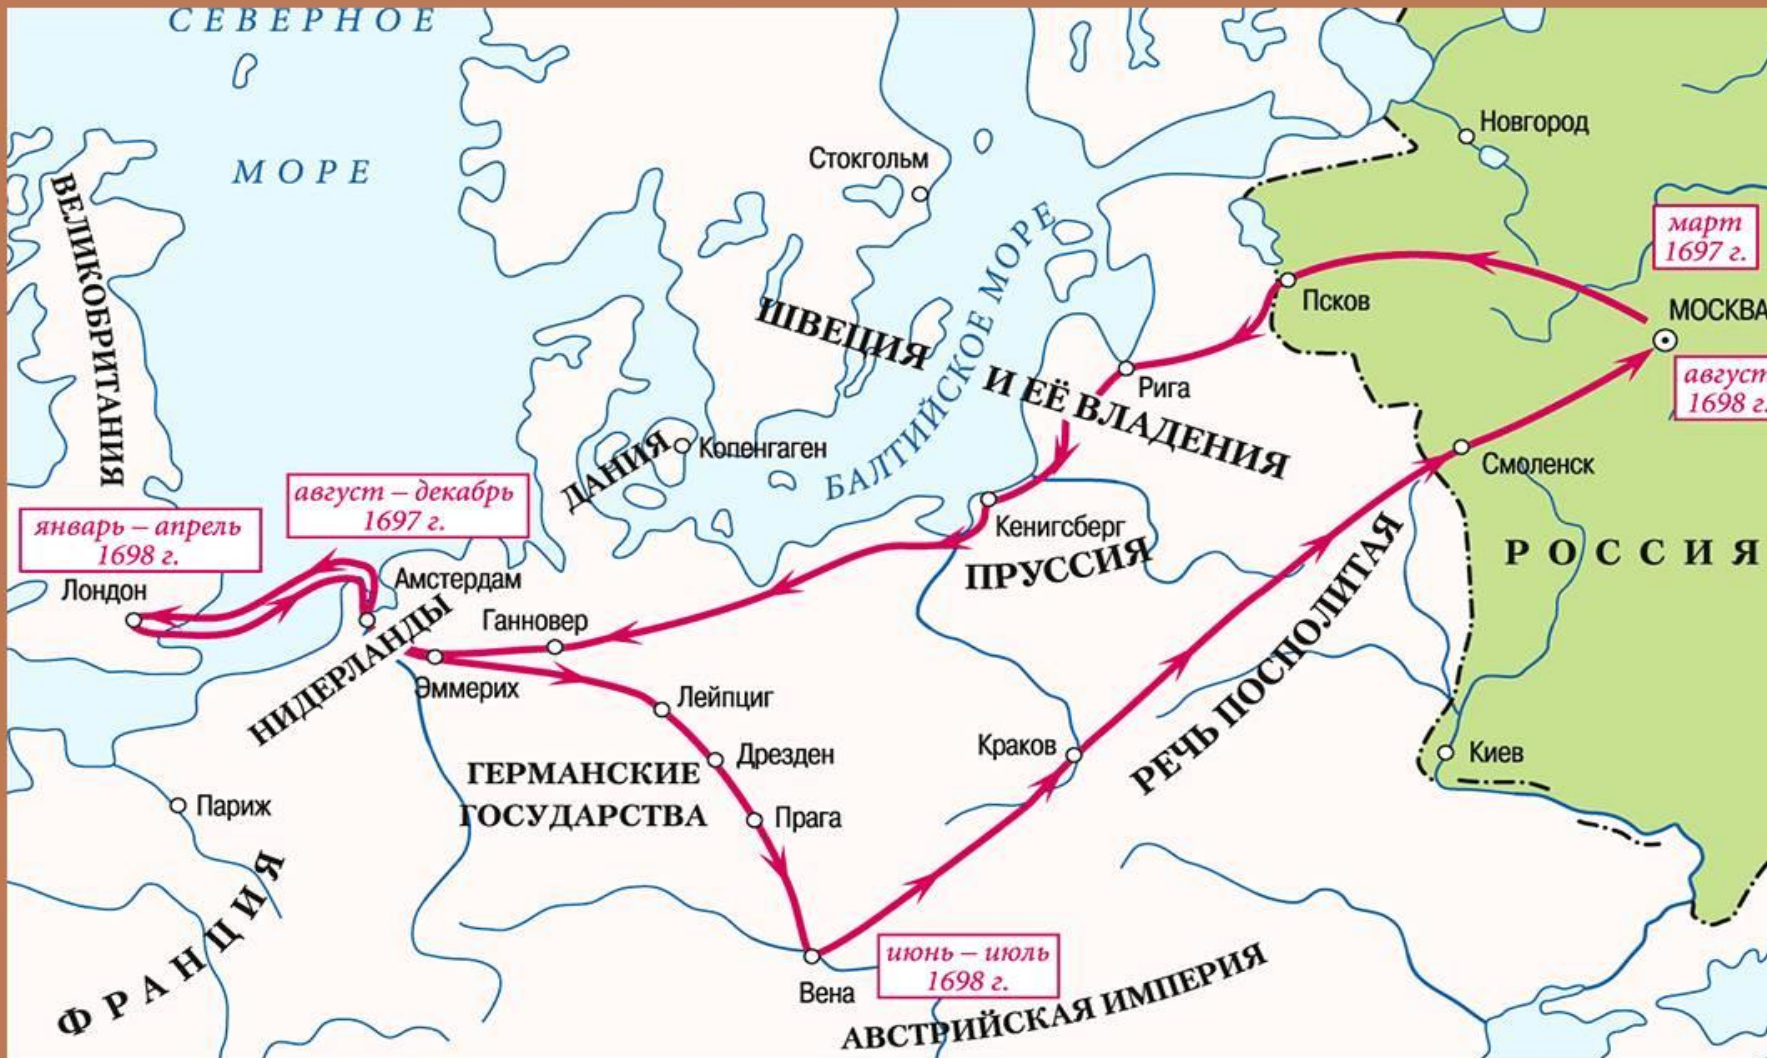 СЕВЕРНОЕ
МОРЕ
ВЕЛИКОБРИТАНИЯ
Стокгольм
Новгород
март
1697 г.
МОСКВА
Псков
БАЛТИЙСКОЕ МОРЕ
ШВЕЦИЯ И ЕЁ ВЛАДЕНИЯ
Рига
август
1698 г.
ДАНИЯ
Копенгаген
Смоленск
август – декабрь
1697 г.
январь – апрель
1698 г.
Кенигсберг
ПРУССИЯ
РОССИЯ
Лондон
Амстердам
Ганновер
НИДЕРЛАНДЫ
Эммерих
Лейпциг
РЕЧЬ ПОСПОЛИТАЯ
Краков
Киев
Дрезден
ГЕРМАНСКИЕ
ГОСУДАРСТВА
Париж
Прага
ФРАНЦИЯ
июнь – июль
1698 г.
Вена
АВСТРИЙСКАЯ ИМПЕРИЯ